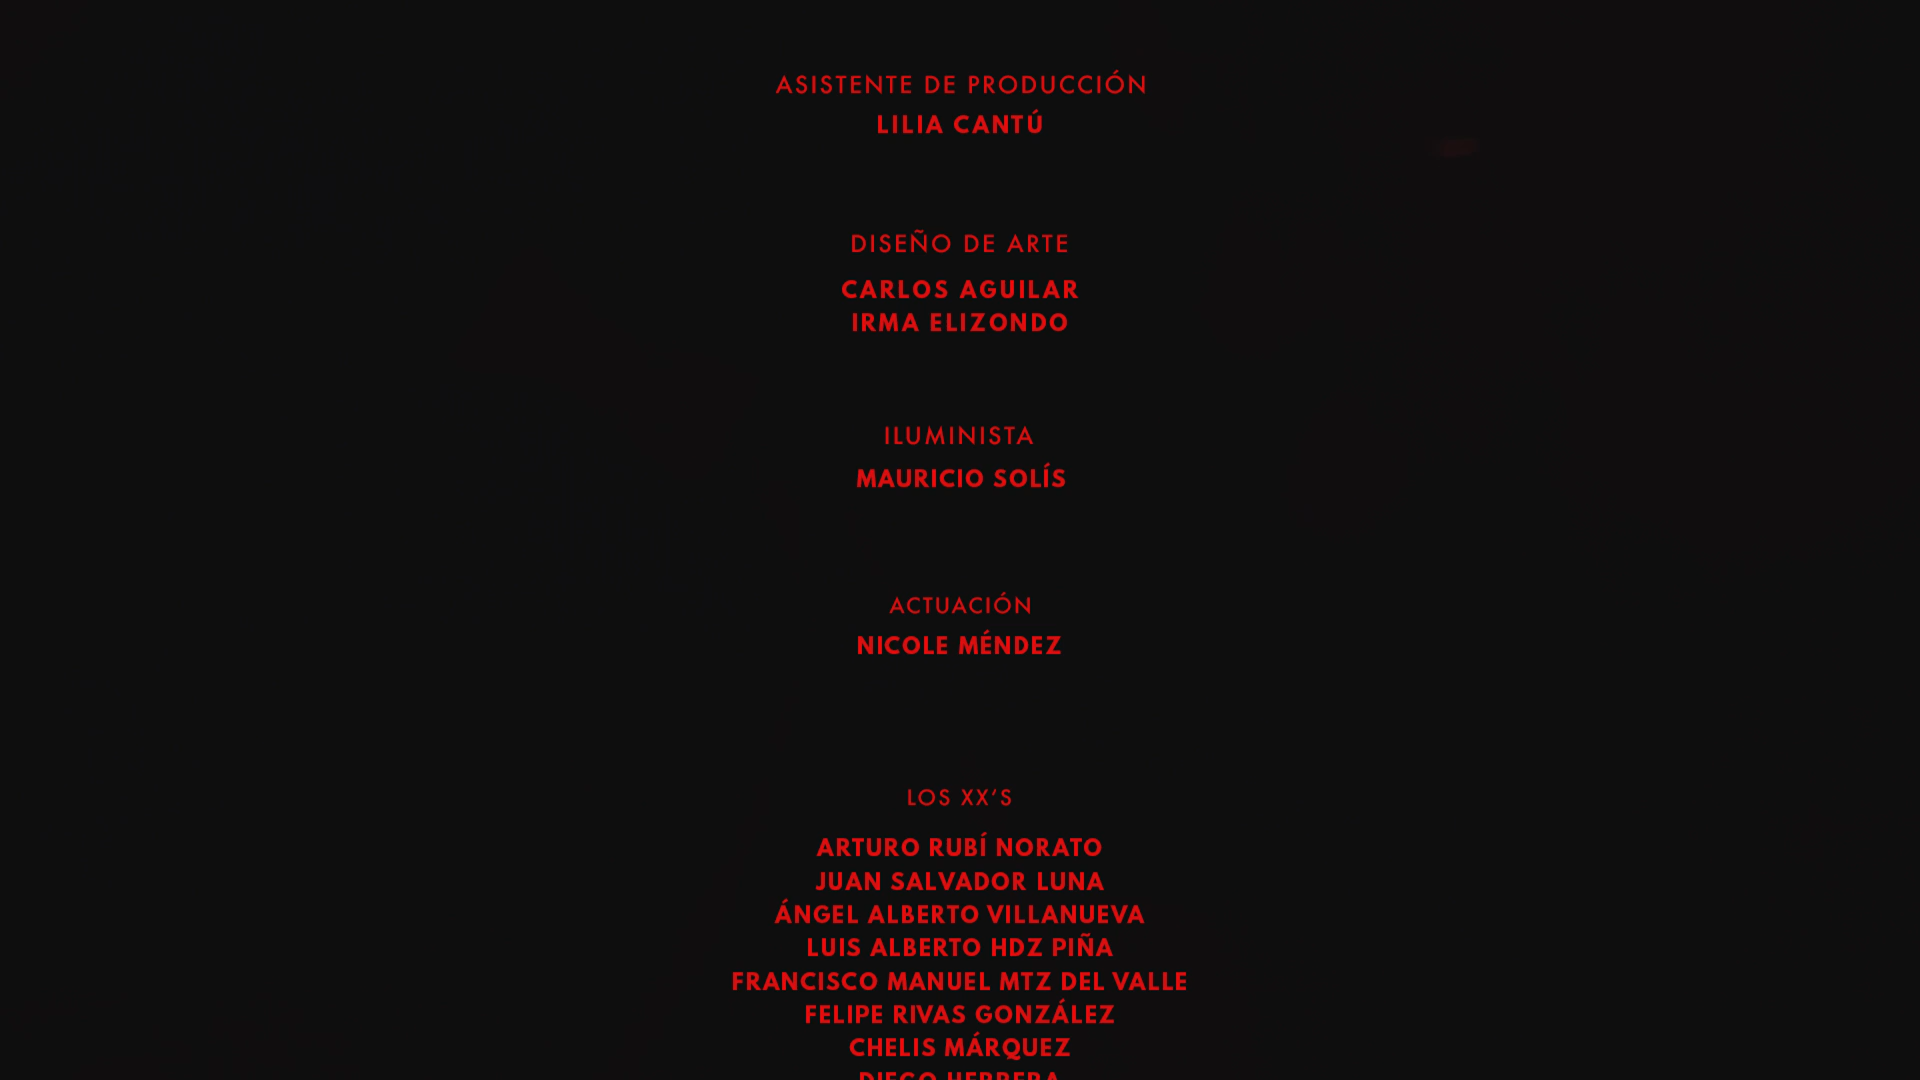 ASISTENTE DE PRODUCCIÓN
LILIA CANTÚ
DISEÑO DE ARTE
CARLOS AGUILAR
IRMA ELIZONDO
ILUMINISTA
MAURICIO SOLÍS
ACTUACIÓN
NICOLE MÉNDEZ
LOS XX'S
ARTURO RUBÍ NORATO
JUAN SALVADOR LUNA
ÁNGEL ALBERTO VILLANUEVA
LUIS ALBERTO HDZ PIÑA
FRANCISCO MANUEL MTZ DEL VALLE
FELIPE RIVAS GONZÁLEZ
CHELIS MÁRQUEZ
DIEGO HERRERA